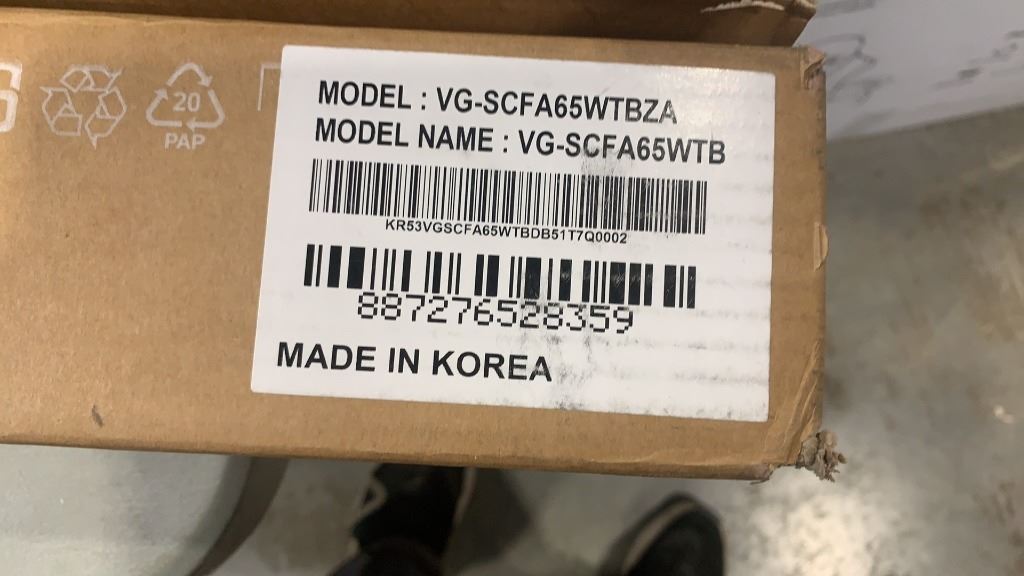 G
20
PAP
MODEL : VG-SCFA65WTBZA
MODEL NAME : VG-SCFA65WTB
KR53VGSCFA65WTBDB51T7Q0002
887276528359
MADE IN KOREA